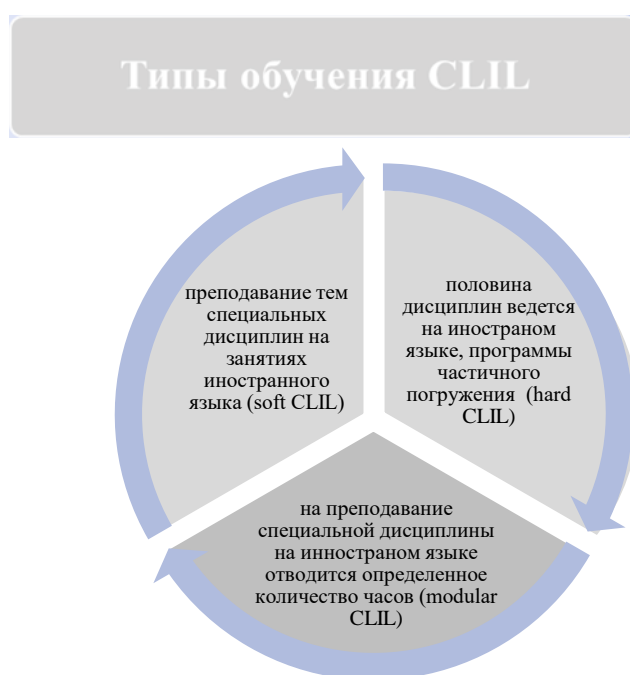 Типы обучения CLIL
преподавание тем
специальных
дисциплин на
занятиях
иностранного
языка (soft CLIL)
половина
дисциплин ведется
на иностраном
языке, программы
частичного
погружения (hard
CLIL)
на преподавание
специальной дисциплины
на инностраном языке
отводится определенное
количество часов (modular
CLIL)